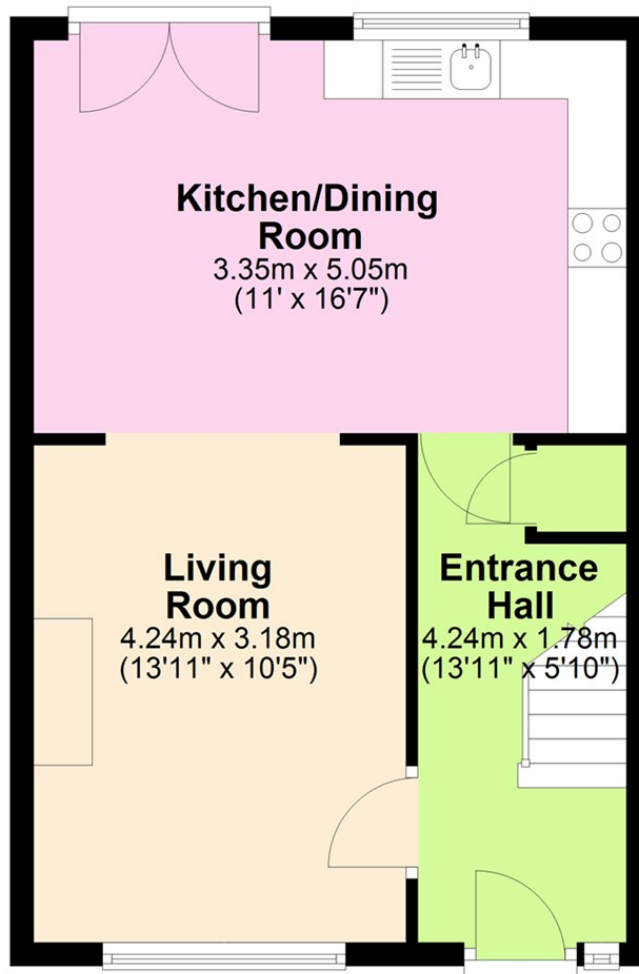 Kitchen/Dining
Room
3.35m x 5.05m
(11' x 16'7")
Living
Room
4.24m x 3.18m
(13'11" x 10'5")
Entrance
Hall
4.24m x 1.78m
(13'11" x 5'10")